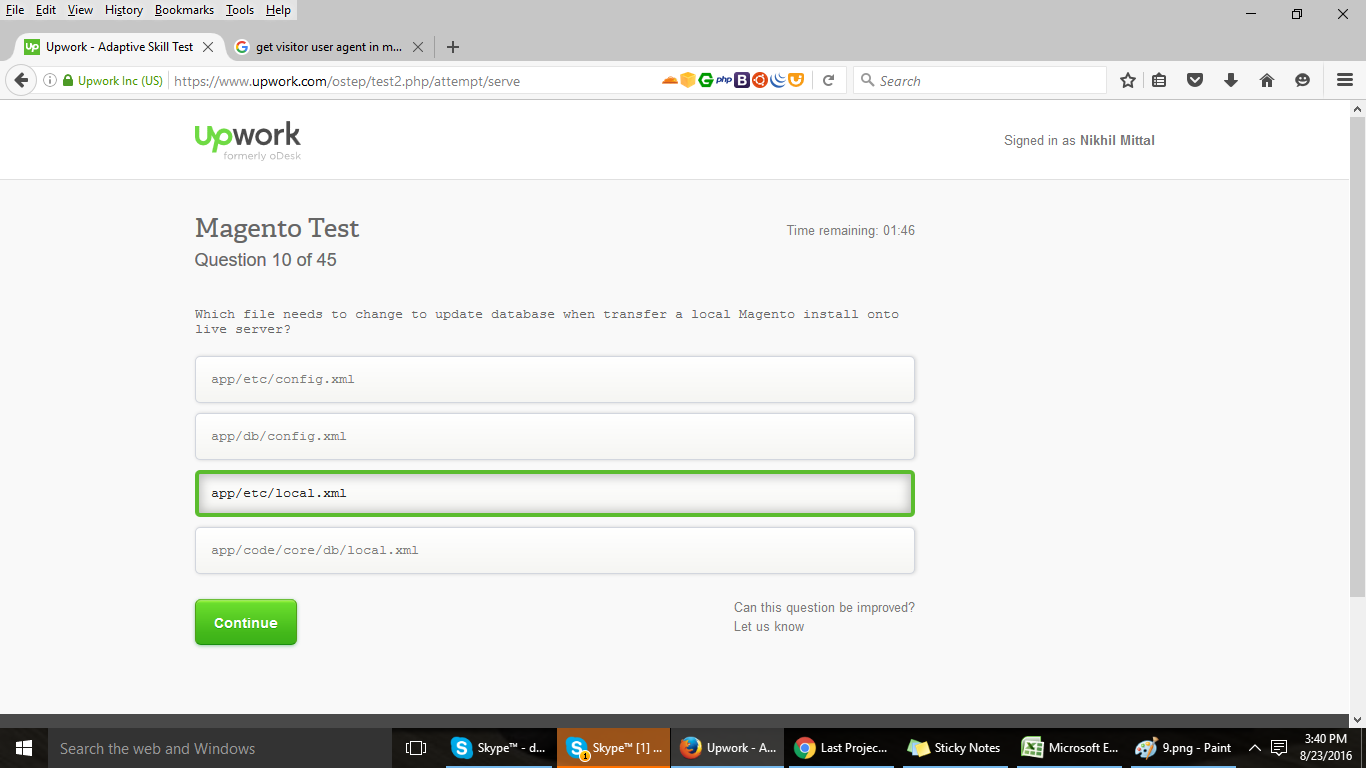 File Edit View History Bookmarks Tools Help
Upwork - Adaptive Skill Test
get visitor user agent in m...
Upwork Inc (US)
https://www.upwork.com/ostep/test2.php/attempt/serve
php
B
Search
upwork
formerly oDesk
Signed in as Nikhil Mittal
Magento Test
Time remaining: 01:46
Question 10 of 45
Which file needs to change to update database when transfer a local Magento install onto
live server?
app/etc/config.xml
app/db/config.xml
app/etc/local.xml
app/code/core/db/local.xml
Continue
Can this question be improved?
Let us know
Search the web and Windows
Skype™ - d...
Skype™ [1] ...
Upwork - A...
Last Projec...
Sticky Notes
Microsoft E...
9.png - Paint
3:40 PM
8/23/2016